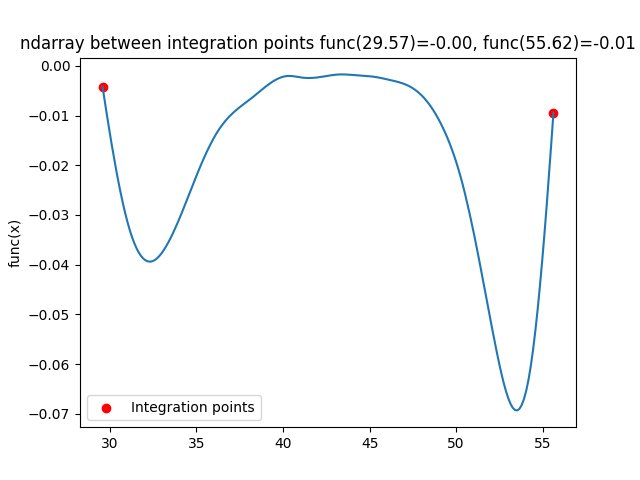 ndarray between integration points func(29.57)=-0.00, func(55.62)=-0.01
0.00
−0.01
−0.02
−0.03
−0.04
−0.05
−0.06
−0.07
func(x)
Integration points
30 35 40 45 50 55